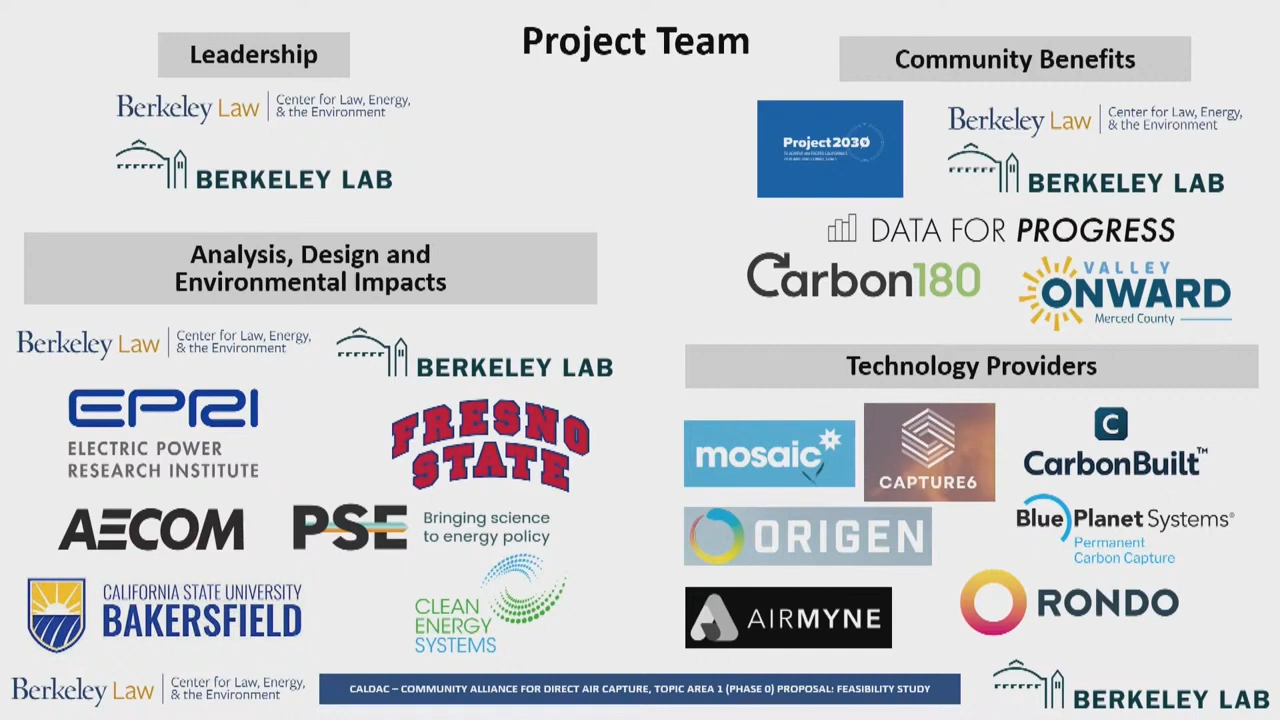 Project Team
Leadership
Berkeley Law
Center for Law, Energy,
& the Environment
BERKELEY LAB
Community Benefits
Project2030
Berkeley Law
Center for Law, Energy,
& the Environment
BERKELEY LAB
DATA FOR PROGRESS
Carbon180
VALLEY
ONWARD
Merced County
Analysis, Design and
Environmental Impacts
Berkeley Law
Center for Law, Energy,
& the Environment
BERKELEY LAB
EPRI
ELECTRIC POWER
RESEARCH INSTITUTE
FRESNO
STATE
AECOM
PSE
Bringing science
to energy policy
CALIFORNIA STATE UNIVERSITY
BAKERSFIELD
CLEAN
ENERGY
SYSTEMS
Technology Providers
mosaic
CAPTURE6
C
CarbonBuilt™
ORIGEN
Blue Planet Systems®
Permanent
Carbon Capture
AIRMYNE
RONDO
Berkeley Law
Center for Law, Energy,
& the Environment
CALDAC – COMMUNITY ALLIANCE FOR DIRECT AIR CAPTURE, TOPIC AREA 1 (PHASE 0) PROPOSAL: FEASIBILITY STUDY
BERKELEY LAB